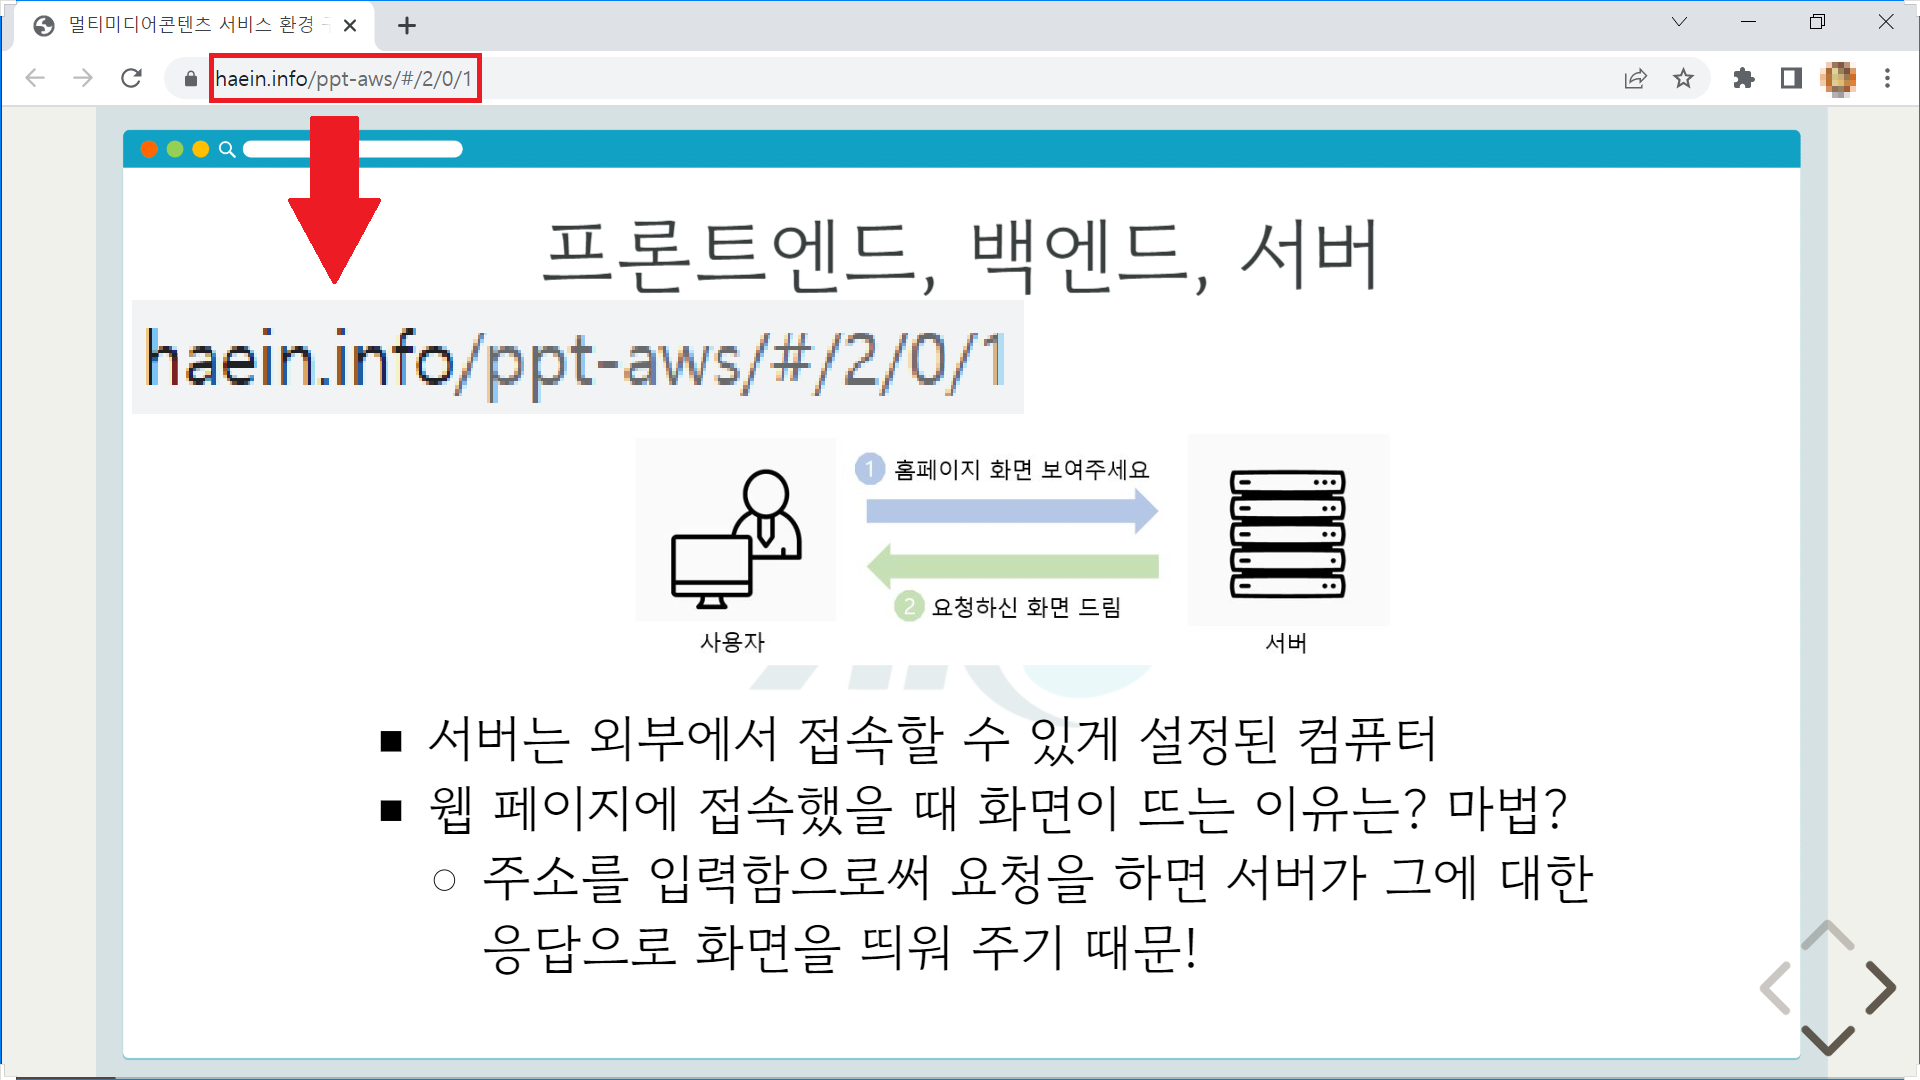 멀티미디어콘텐츠 서비스 환경
haein.info/ppt-aws/#/2/0/1
프론트엔드, 백엔드, 서버
haein.info/ppt-aws/#/2/0/1
1 홈페이지 화면 보여주세요
2 요청하신 화면 드림
사용자
서버
■ 서버는 외부에서 접속할 수 있게 설정된 컴퓨터
■ 웹 페이지에 접속했을 때 화면이 뜨는 이유는? 마법?
○ 주소를 입력함으로써 요청을 하면 서버가 그에 대한
응답으로 화면을 띄워 주기 때문!